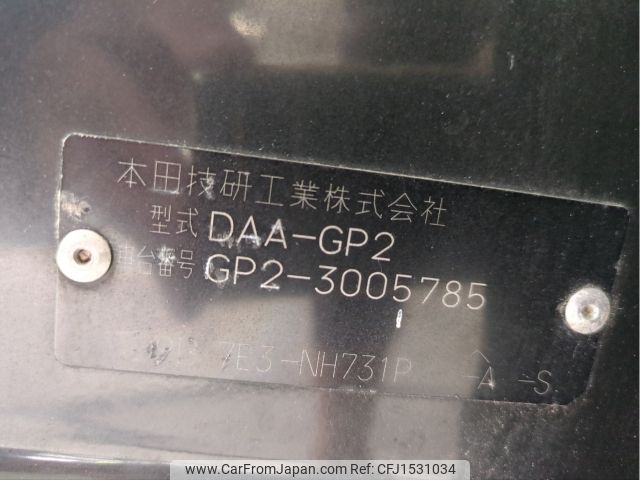 本田技研工業株式会社
型式 DAA-GP2
車台番号 GP2-3005785
7E3-NH731P -A -S
www.CarFromJapan.com | REF NO: CFJ1531034